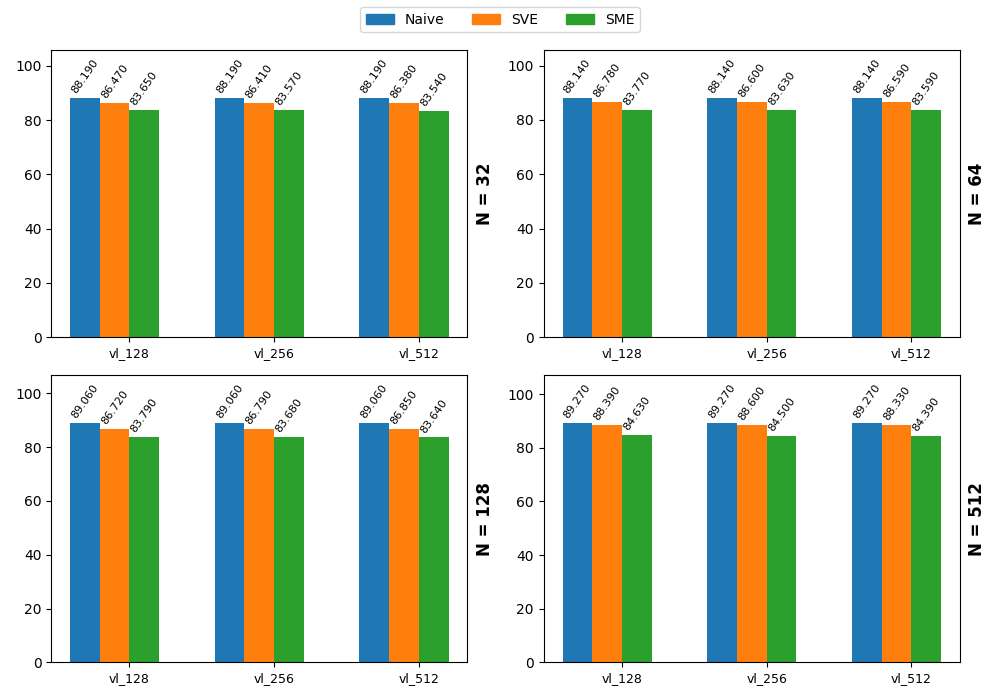 Naive SVE SME
100
80
60
40
20
0
88.190 86.470 83.650 88.190 86.410 83.570 88.190 86.380 83.540
vl_128 vl_256 vl_512
N = 32
100
80
60
40
20
0
88.140 86.780 83.770 88.140 86.600 83.630 88.140 86.590 83.590
vl_128 vl_256 vl_512
N = 64
100
80
60
40
20
0
89.060 86.720 83.790 89.060 86.790 83.680 89.060 86.850 83.640
vl_128 vl_256 vl_512
N = 128
100
80
60
40
20
0
89.270 88.390 84.630 89.270 88.600 84.500 89.270 88.330 84.390
vl_128 vl_256 vl_512
N = 512